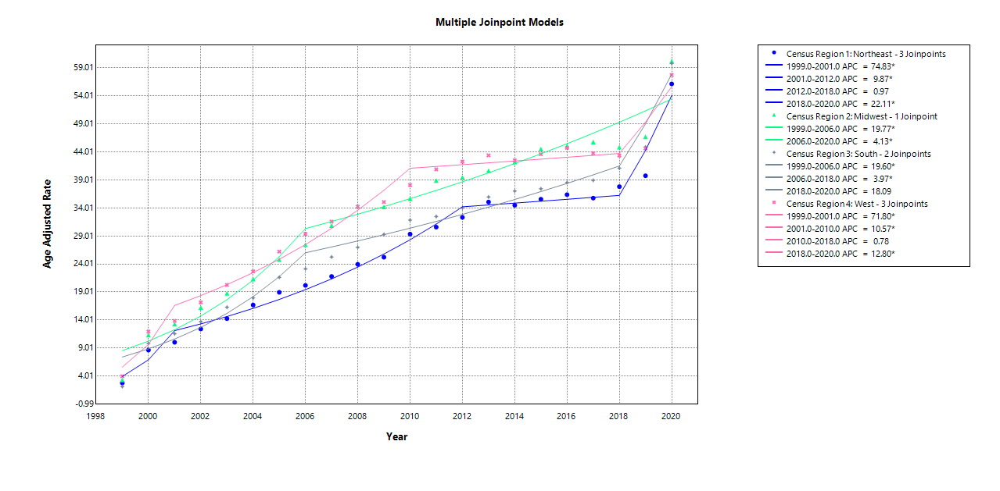 Multiple Joinpoint Models
Age Adjusted Rate
59.01
54.01
49.01
44.01
39.01
34.01
29.01
24.01
19.01
14.01
9.01
4.01
-0.99
1998 2000 2002 2004 2006 2008 2010 2012 2014 2016 2018 2020
Year
Census Region 1: Northeast - 3 Joinpoints
1999.0-2001.0 APC = 74.83*
2001.0-2012.0 APC = 9.87*
2012.0-2018.0 APC = 0.97
2018.0-2020.0 APC = 22.11*
Census Region 2: Midwest - 1 Joinpoint
1999.0-2006.0 APC = 19.77*
2006.0-2020.0 APC = 4.13*
Census Region 3: South - 2 Joinpoints
1999.0-2006.0 APC = 19.60*
2006.0-2018.0 APC = 3.97*
2018.0-2020.0 APC = 18.09
Census Region 4: West - 3 Joinpoints
1999.0-2001.0 APC = 71.80*
2001.0-2010.0 APC = 10.57*
2010.0-2018.0 APC = 0.78
2018.0-2020.0 APC = 12.80*